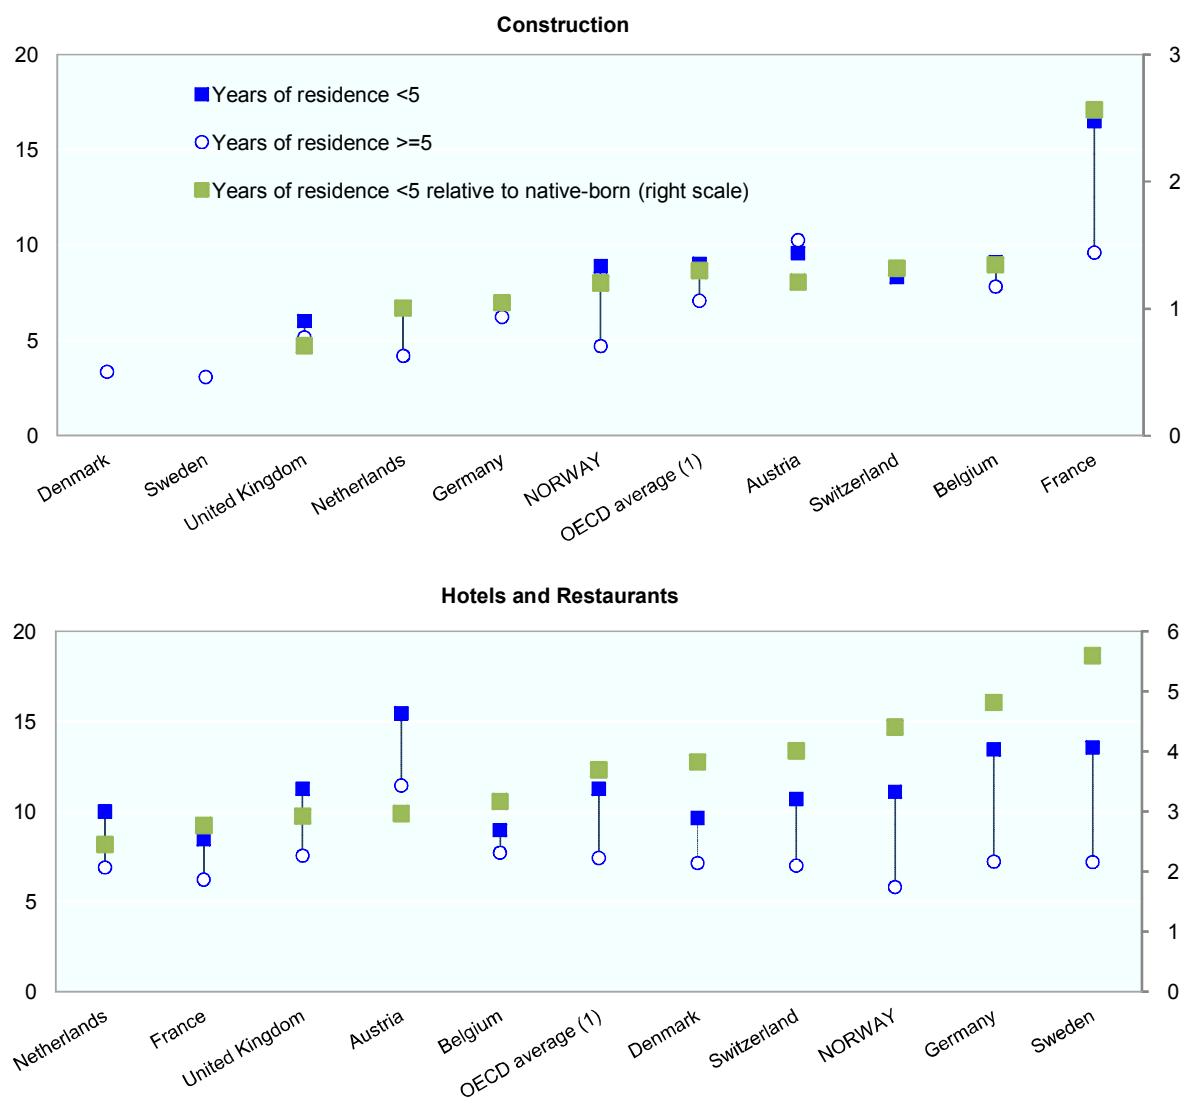 Construction
20
15
10
5
0
3
2
1
0
Years of residence <5
Years of residence >=5
Years of residence <5 relative to native-born (right scale)
Denmark
Sweden
United Kingdom
Netherlands
Germany
NORWAY
OECD average (1)
Austria
Switzerland
Belgium
France
Hotels and Restaurants
20
15
10
5
0
6
5
4
3
2
1
0
Netherlands
France
United Kingdom
Austria
Belgium
OECD average (1)
Denmark
Switzerland
NORWAY
Germany
Sweden